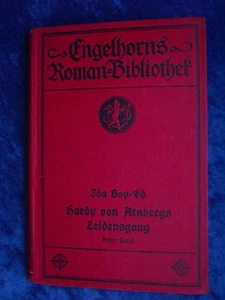 Engelhorns
Roman-Bibliothek
Ida Boy-Ed
Hardy von Arnbergs
Leidensgang
Erster Band